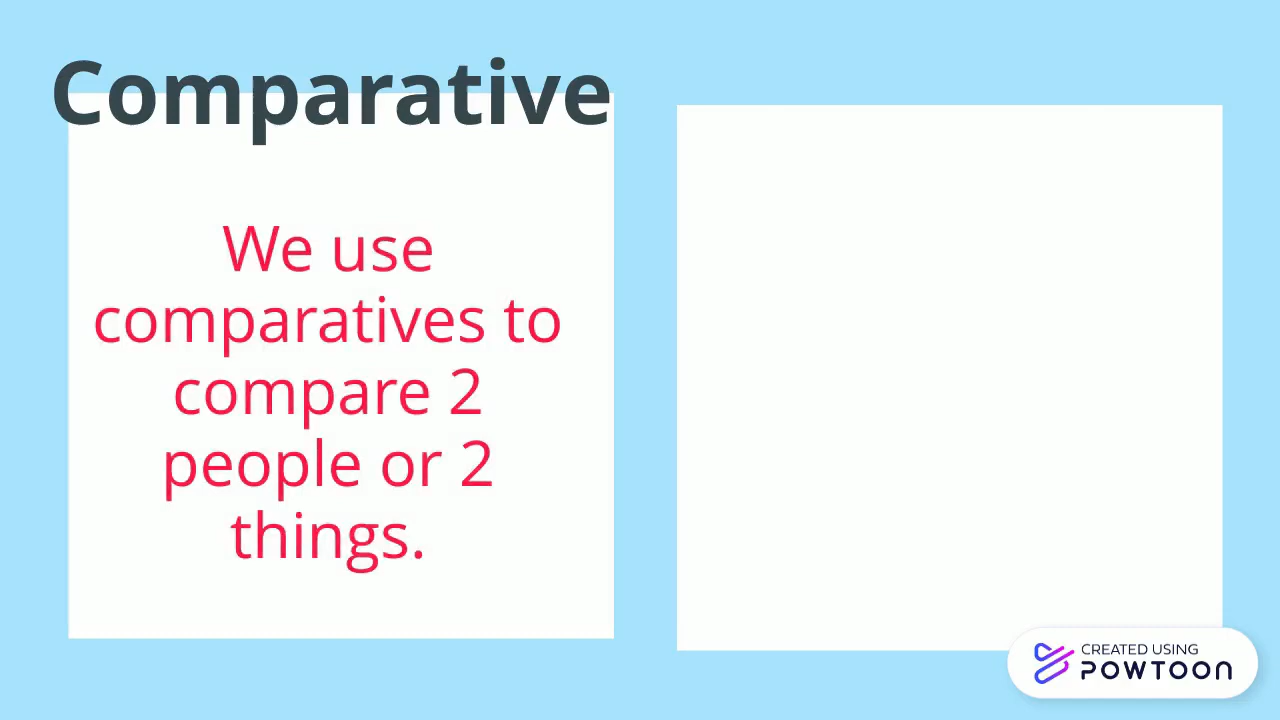 Comparative
We use
comparatives to
compare 2
people or 2
things.
CREATED USING
POWTOON